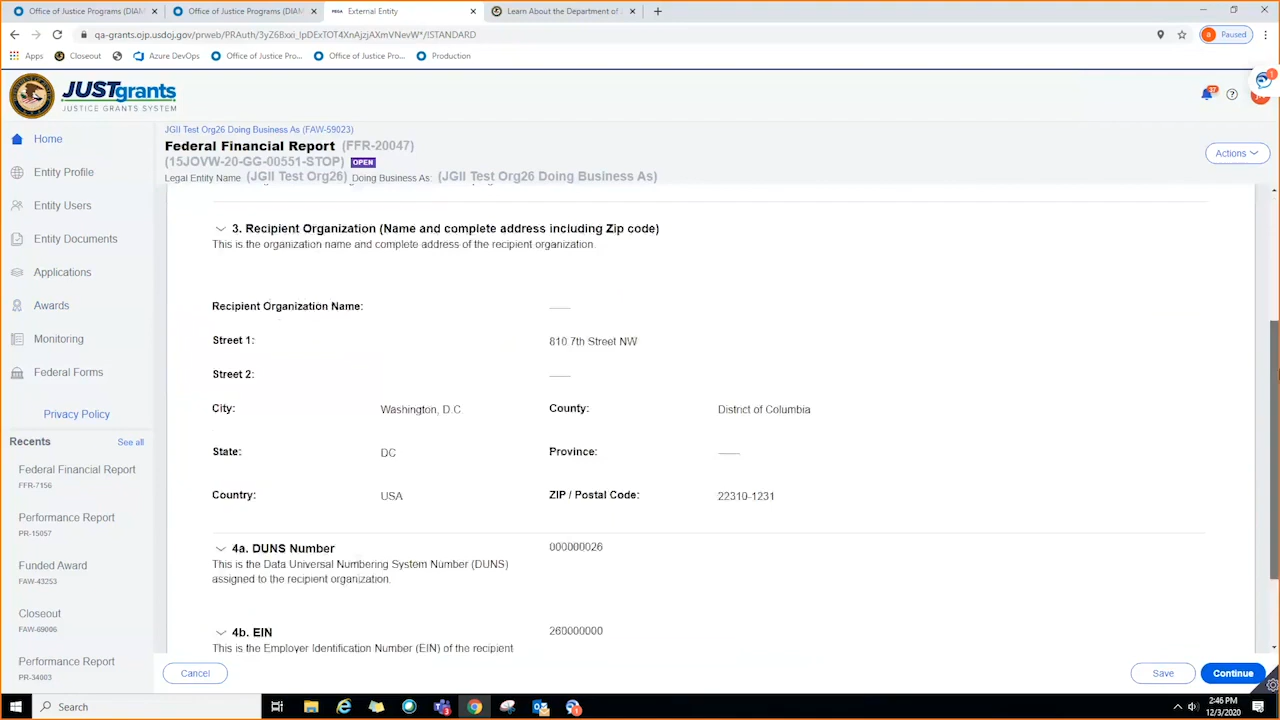 Office of Justice Programs (DIAM
Office of Justice Programs (DIAM
PEGA External Entity
Learn About the Department of J
qa-grants.ojp.usdoj.gov/prweb/PRAuth/3yZ6Bxxi_lpDExTOT4XnAjzjAXmVNevW*/!STANDARD
Paused
Apps
Closeout
Azure DevOps
Office of Justice Pro...
Office of Justice Pro...
Production
JUSTgrants
JUSTICE GRANTS SYSTEM
JGII Test Org26 Doing Business As (FAW-59023)
Federal Financial Report (FFR-20047)
(15JOVW-20-GG-00551-STOP) OPEN
Legal Entity Name (JGII Test Org26) Doing Business As: (JGII Test Org26 Doing Business As)
Actions
Home
Entity Profile
Entity Users
Entity Documents
Applications
Awards
Monitoring
Federal Forms
Privacy Policy
Recents See all
Federal Financial Report
FFR-7156
Performance Report
PR-15057
Funded Award
FAW-43253
Closeout
FAW-69006
Performance Report
PR-34003
3. Recipient Organization (Name and complete address including Zip code)
This is the organization name and complete address of the recipient organization.
Recipient Organization Name:
Street 1: 810 7th Street NW
Street 2:
City: Washington, D.C County: District of Columbia
State: DC Province:
Country: USA ZIP / Postal Code: 22310-1231
4a. DUNS Number 000000026
This is the Data Universal Numbering System Number (DUNS)
assigned to the recipient organization.
4b. EIN 260000000
This is the Employer Identification Number (EIN) of the recipient
Cancel
Save
Continue
Search
2:46 PM
12/3/2020